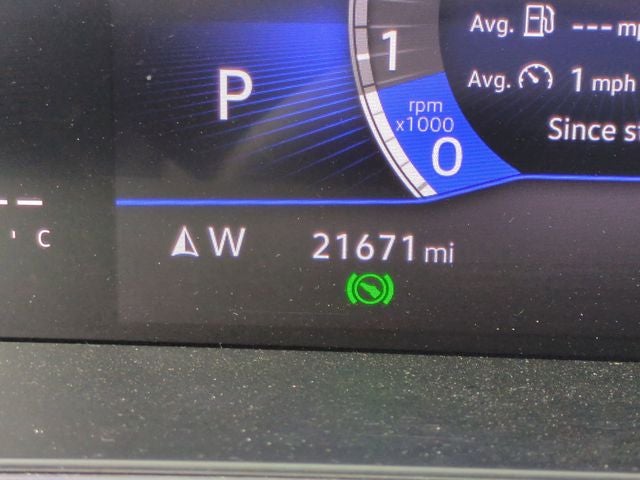 Avg. --- mp
1
P
Avg. 1 mph
rpm
x1000
0
Since st
W 21671 mi
C